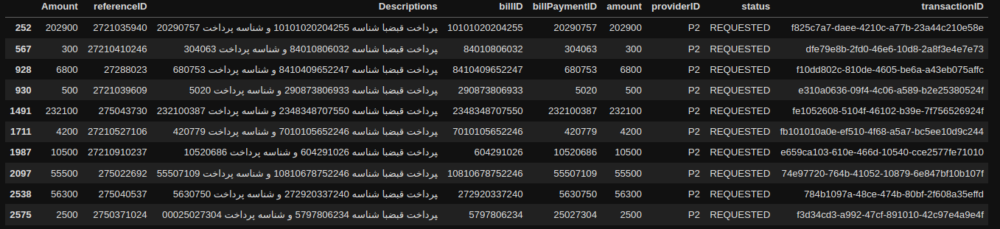 Amount referenceID Descriptions billID billPaymentID amount providerID status transactionID
252 202900 2721035940 پرداخت قبضبا شناسه 10101020204255 و شناسه پرداخت 20290757 10101020204255 20290757 202900 P2 REQUESTED f825c7a7-daee-4210c-a77b-23a44c210e58e
567 300 27210410246 پرداخت قبضبا شناسه 84010806032 و شناسه پرداخت 304063 84010806032 304063 300 P2 REQUESTED dfe79e8b-2fd0-46e6-10d8-2a8f3e4e7e73
928 6800 27288023 پرداخت قبضبا شناسه 8410409652247 و شناسه پرداخت 680753 8410409652247 680753 6800 P2 REQUESTED f10dd802c-810de-4605-be6a-a43eb075affc
930 500 2721039609 پرداخت قبضبا شناسه 290873806933 و شناسه پرداخت 5020 290873806933 5020 500 P2 REQUESTED e310a0636-09f4-4c06-a589-b2e25380524f
1491 232100 275043730 پرداخت قبضبا شناسه 2348348707550 و شناسه پرداخت 232100387 2348348707550 232100387 232100 P2 REQUESTED fe1052608-5104f-46102-b39e-7f756526924f
1711 4200 27210527106 پرداخت قبضبا شناسه 7010105652246 و شناسه پرداخت 420779 7010105652246 420779 4200 P2 REQUESTED fb101010a0e-ef510-4f68-a5a7-bc5ee10d9c244
1987 10500 27210910237 پرداخت قبضبا شناسه 604291026 و شناسه پرداخت 10520686 604291026 10520686 10500 P2 REQUESTED e659ca103-610e-466d-10540-cce2577fe71010
2097 55500 275022692 پرداخت قبضبا شناسه 10810678752246 و شناسه پرداخت 55507109 10810678752246 55507109 55500 P2 REQUESTED 74e97720-764b-41052-10879-6e847bf10b107f
2538 56300 275040537 پرداخت قبضبا شناسه 272920337240 و شناسه پرداخت 5630750 272920337240 5630750 56300 P2 REQUESTED 784b1097a-48ce-474b-80bf-2f608a35effd
2575 2500 2750371024 پرداخت قبضبا شناسه 5797806234 و شناسه پرداخت 00025027304 5797806234 25027304 2500 P2 REQUESTED f3d34cd3-a992-47cf-891010-42c97e4a9e4f